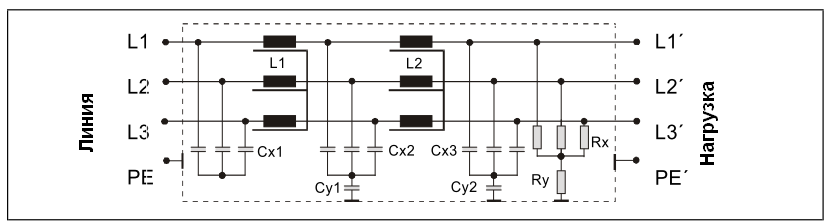 L1 L1´
L1 L2
L2 L2´
L3 L3´
Cx1 Cx2 Cx3 Rx
PE Cy1 Cy2 Ry PE´
Линия
Нагрузка